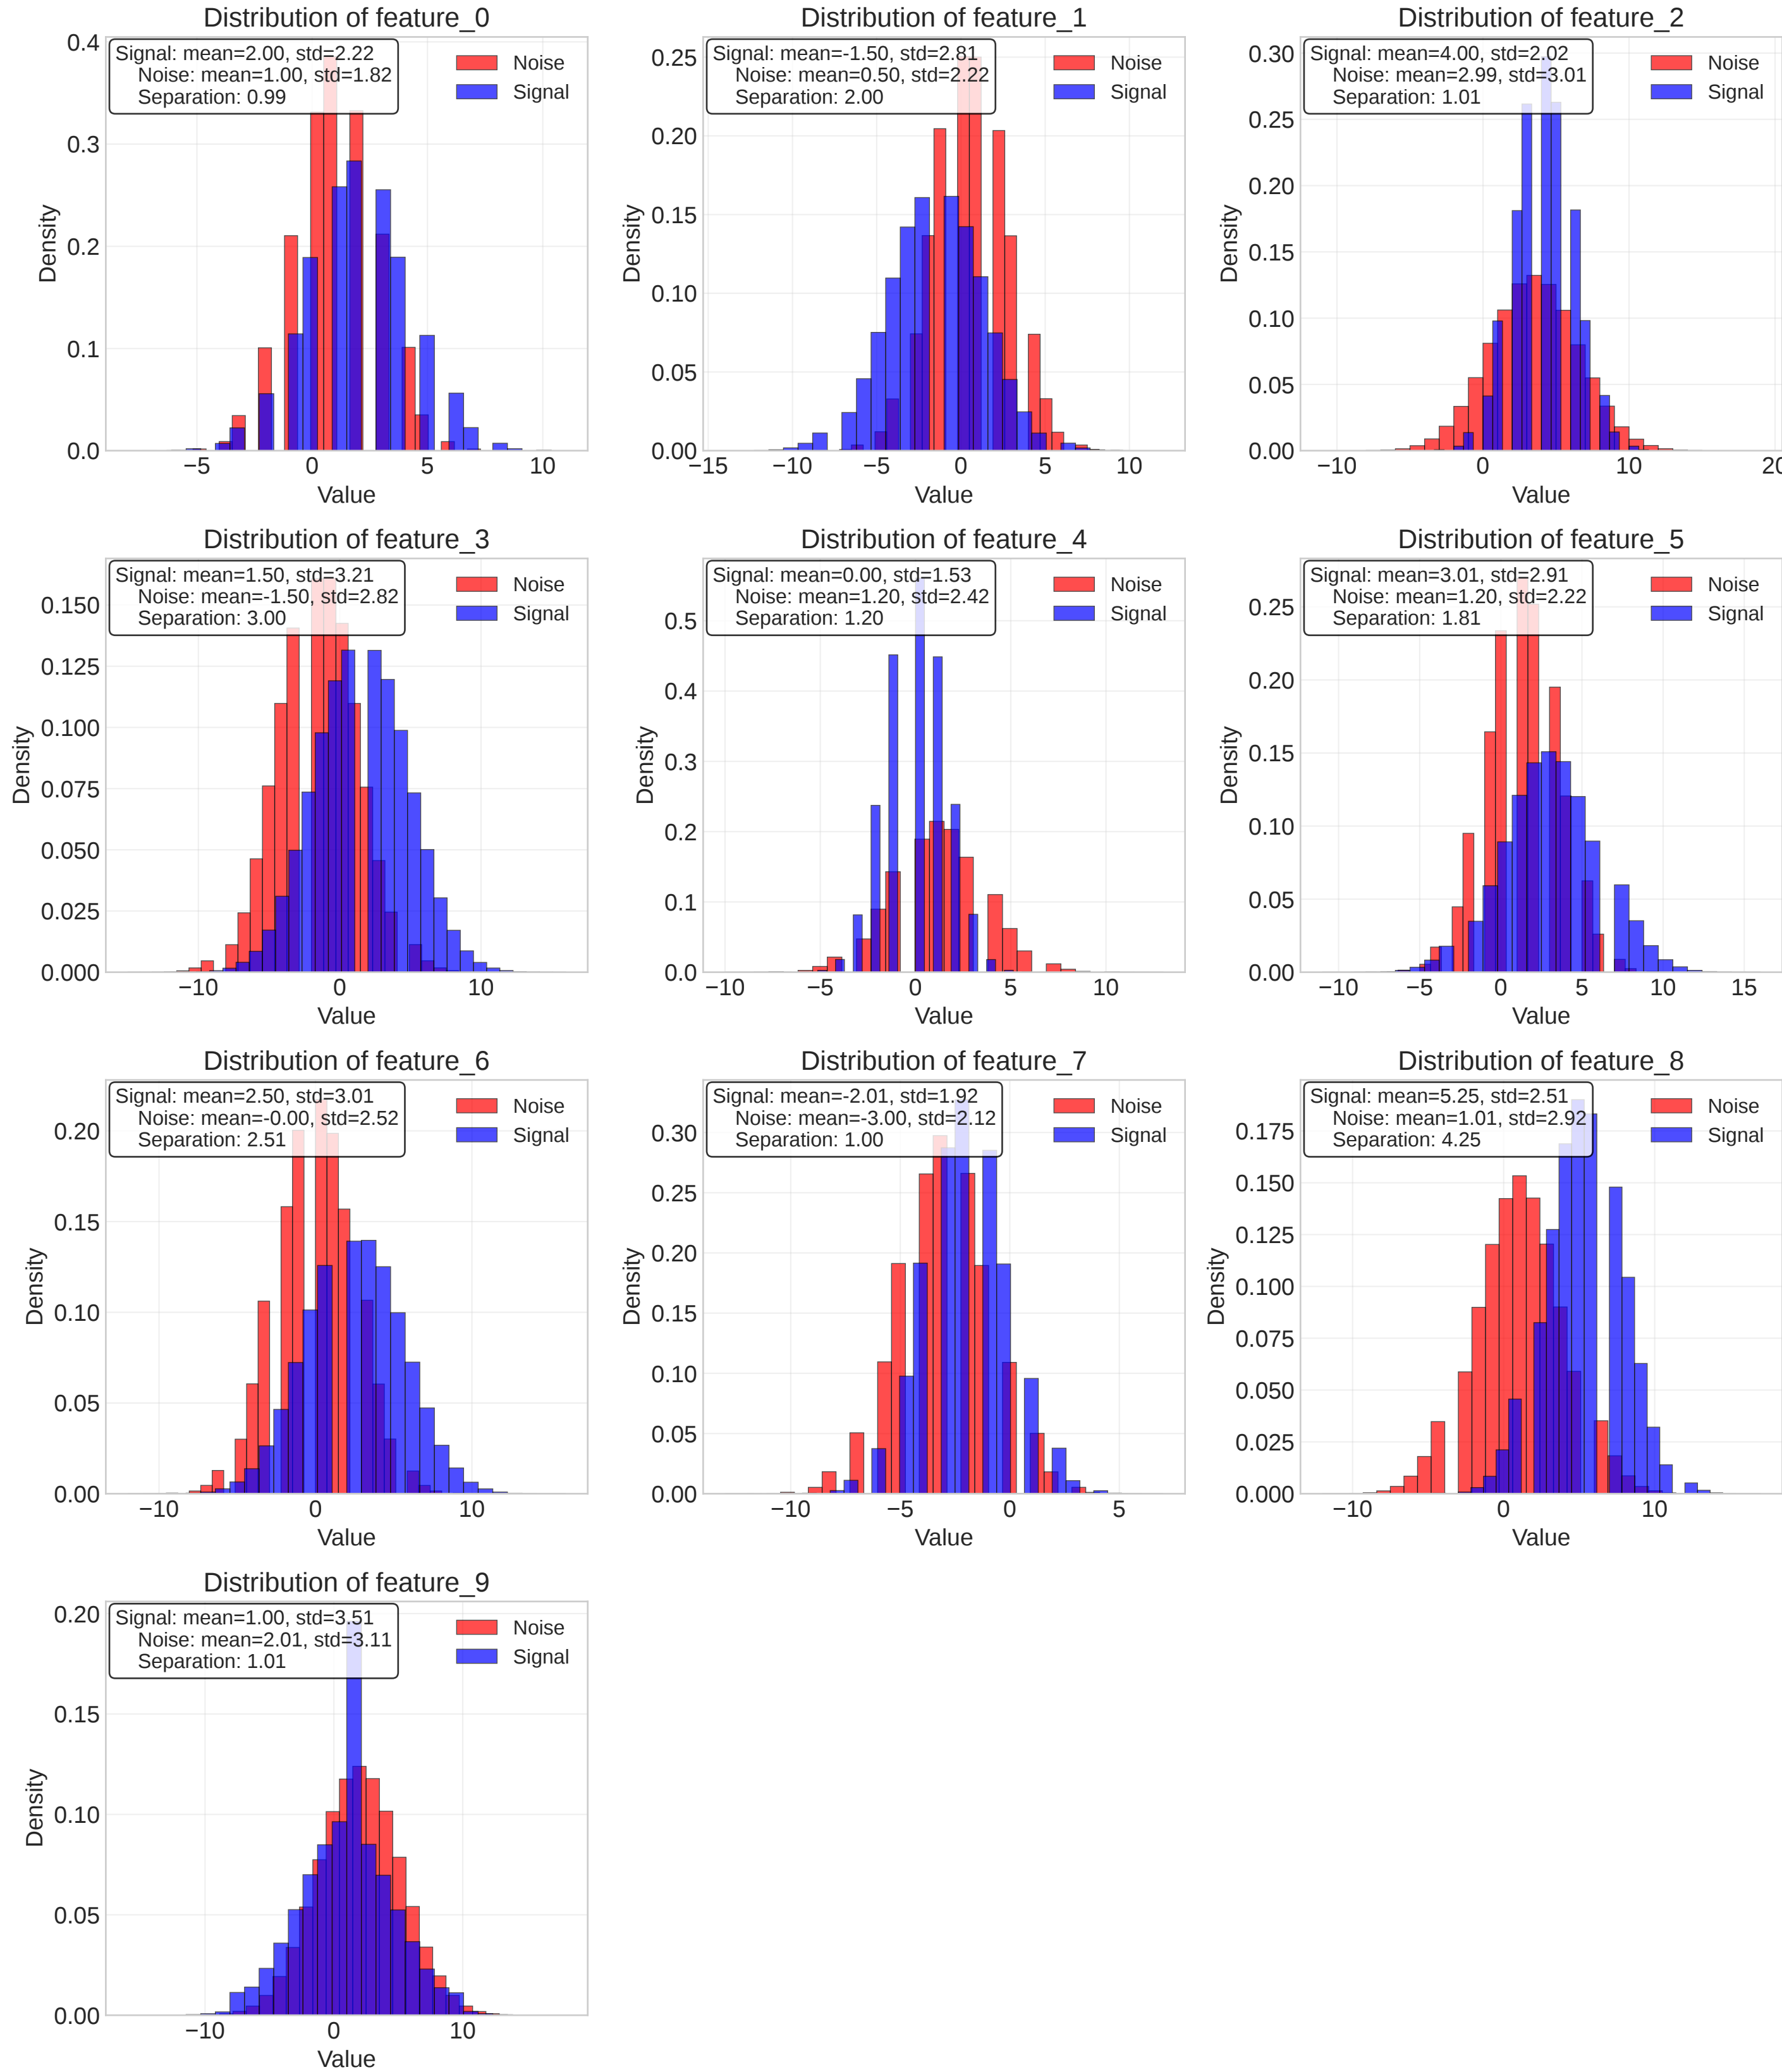 Distribution of feature_0
Signal: mean=2.00, std=2.22
Noise: mean=1.00, std=1.82
Separation: 0.99
Noise
Signal
Density
0.4
0.3
0.2
0.1
0.0
−5 0 5 10
Value
Distribution of feature_1
Signal: mean=-1.50, std=2.81
Noise: mean=0.50, std=2.22
Separation: 2.00
Noise
Signal
Density
0.25
0.20
0.15
0.10
0.05
0.00
−15 −10 −5 0 5 10
Value
Distribution of feature_2
Signal: mean=4.00, std=2.02
Noise: mean=2.99, std=3.01
Separation: 1.01
Noise
Signal
Density
0.30
0.25
0.20
0.15
0.10
0.05
0.00
−10 0 10 20
Value
Distribution of feature_3
Signal: mean=1.50, std=3.21
Noise: mean=-1.50, std=2.82
Separation: 3.00
Noise
Signal
Density
0.150
0.125
0.100
0.075
0.050
0.025
0.000
−10 0 10
Value
Distribution of feature_4
Signal: mean=0.00, std=1.53
Noise: mean=1.20, std=2.42
Separation: 1.20
Noise
Signal
Density
0.5
0.4
0.3
0.2
0.1
0.0
−10 −5 0 5 10
Value
Distribution of feature_5
Signal: mean=3.01, std=2.91
Noise: mean=1.20, std=2.22
Separation: 1.81
Noise
Signal
Density
0.25
0.20
0.15
0.10
0.05
0.00
−10 −5 0 5 10 15
Value
Distribution of feature_6
Signal: mean=2.50, std=3.01
Noise: mean=-0.00, std=2.52
Separation: 2.51
Noise
Signal
Density
0.20
0.15
0.10
0.05
0.00
−10 0 10
Value
Distribution of feature_7
Signal: mean=-2.01, std=1.92
Noise: mean=-3.00, std=2.12
Separation: 1.00
Noise
Signal
Density
0.30
0.25
0.20
0.15
0.10
0.05
0.00
−10 −5 0 5
Value
Distribution of feature_8
Signal: mean=5.25, std=2.51
Noise: mean=1.01, std=2.92
Separation: 4.25
Noise
Signal
Density
0.175
0.150
0.125
0.100
0.075
0.050
0.025
0.000
−10 0 10
Value
Distribution of feature_9
Signal: mean=1.00, std=3.51
Noise: mean=2.01, std=3.11
Separation: 1.01
Noise
Signal
Density
0.20
0.15
0.10
0.05
0.00
−10 0 10
Value